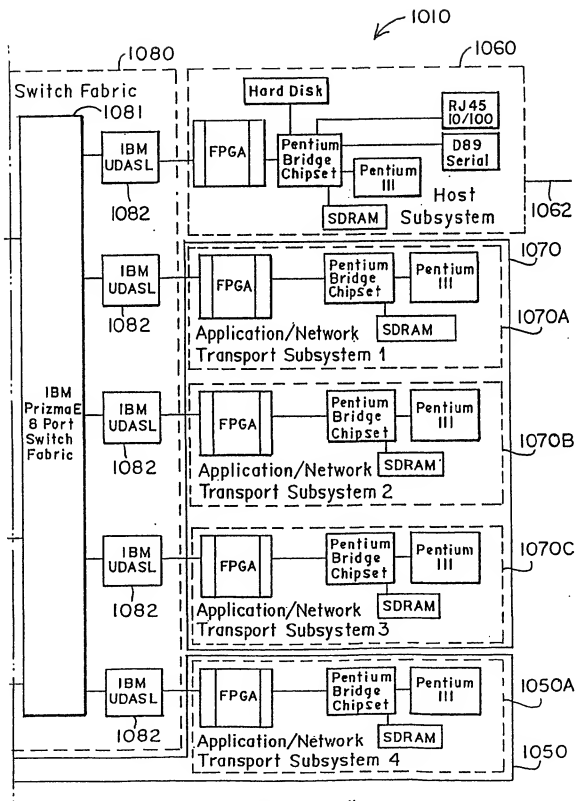 1010
1080
1060
Switch Fabric
1081
Hard Disk
RJ45
10/100
IBM
UDASL
FPGA
Pentium
Bridge
Chipset
D89
Serial
Pentium
III
1082
SDRAM
Host
Subsystem
1062
1070
IBM
UDASL
FPGA
Pentium
Bridge
Chipset
Pentium
III
1082
SDRAM
1070A
Application/Network
Transport Subsystem 1
IBM
PrizmaE
8 Port
Switch
Fabric
IBM
UDASL
FPGA
Pentium
Bridge
Chipset
Pentium
III
1070B
1082
SDRAM
Application/Network
Transport Subsystem 2
IBM
UDASL
FPGA
Pentium
Bridge
Chipset
Pentium
III
1070C
1082
SDRAM
Application/Network
Transport Subsystem 3
IBM
UDASL
FPGA
Pentium
Bridge
Chipset
Pentium
III
1050A
1082
SDRAM
Application/Network
Transport Subsystem 4
1050